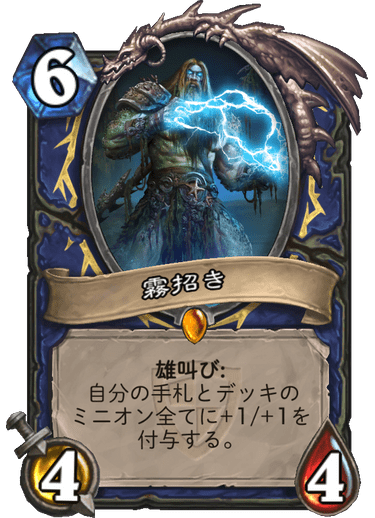 6
霧招き
雄叫び:
自分の手札とデッキの
ミニオン全てに+1/+1を
付与する。
4
4